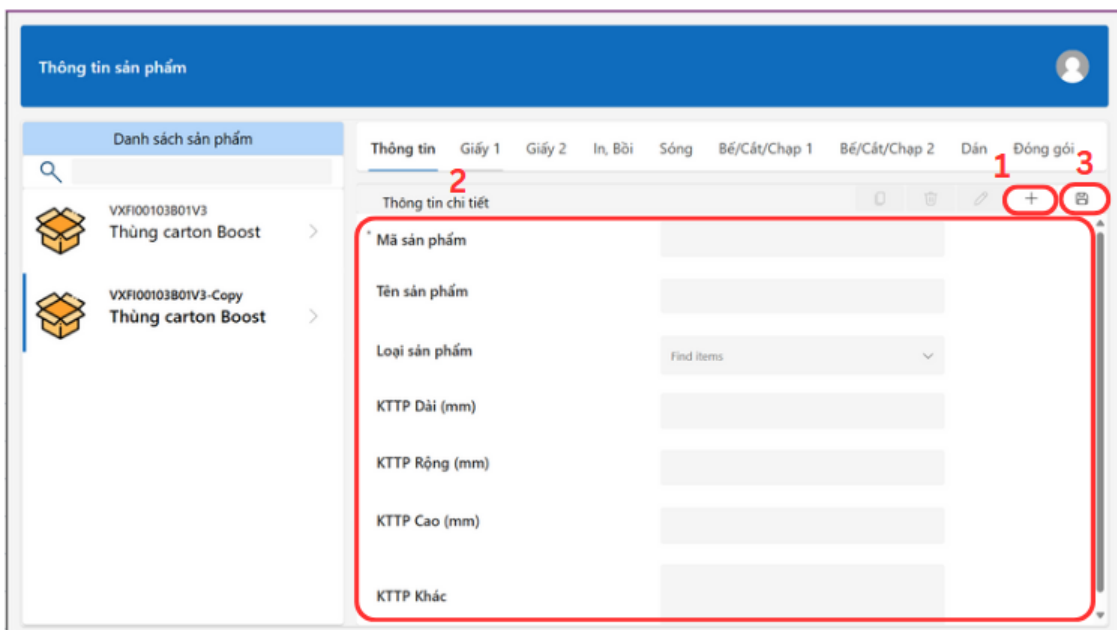 Thông tin sản phẩm
Danh sách sản phẩm
VXFI00103B01V3
Thùng carton Boost
VXFI00103B01V3-Copy
Thùng carton Boost
Thông tin Giấy 1 Giấy 2 In, Bồi Sóng Bế/Cắt/Chạp 1 Bế/Cắt/Chạp 2 Dán Đóng gói
1 3
2
Thông tin chi tiết
* Mã sản phẩm
Tên sản phẩm
Loại sản phẩm Find items
KTTP Dài (mm)
KTTP Rộng (mm)
KTTP Cao (mm)
KTTP Khác